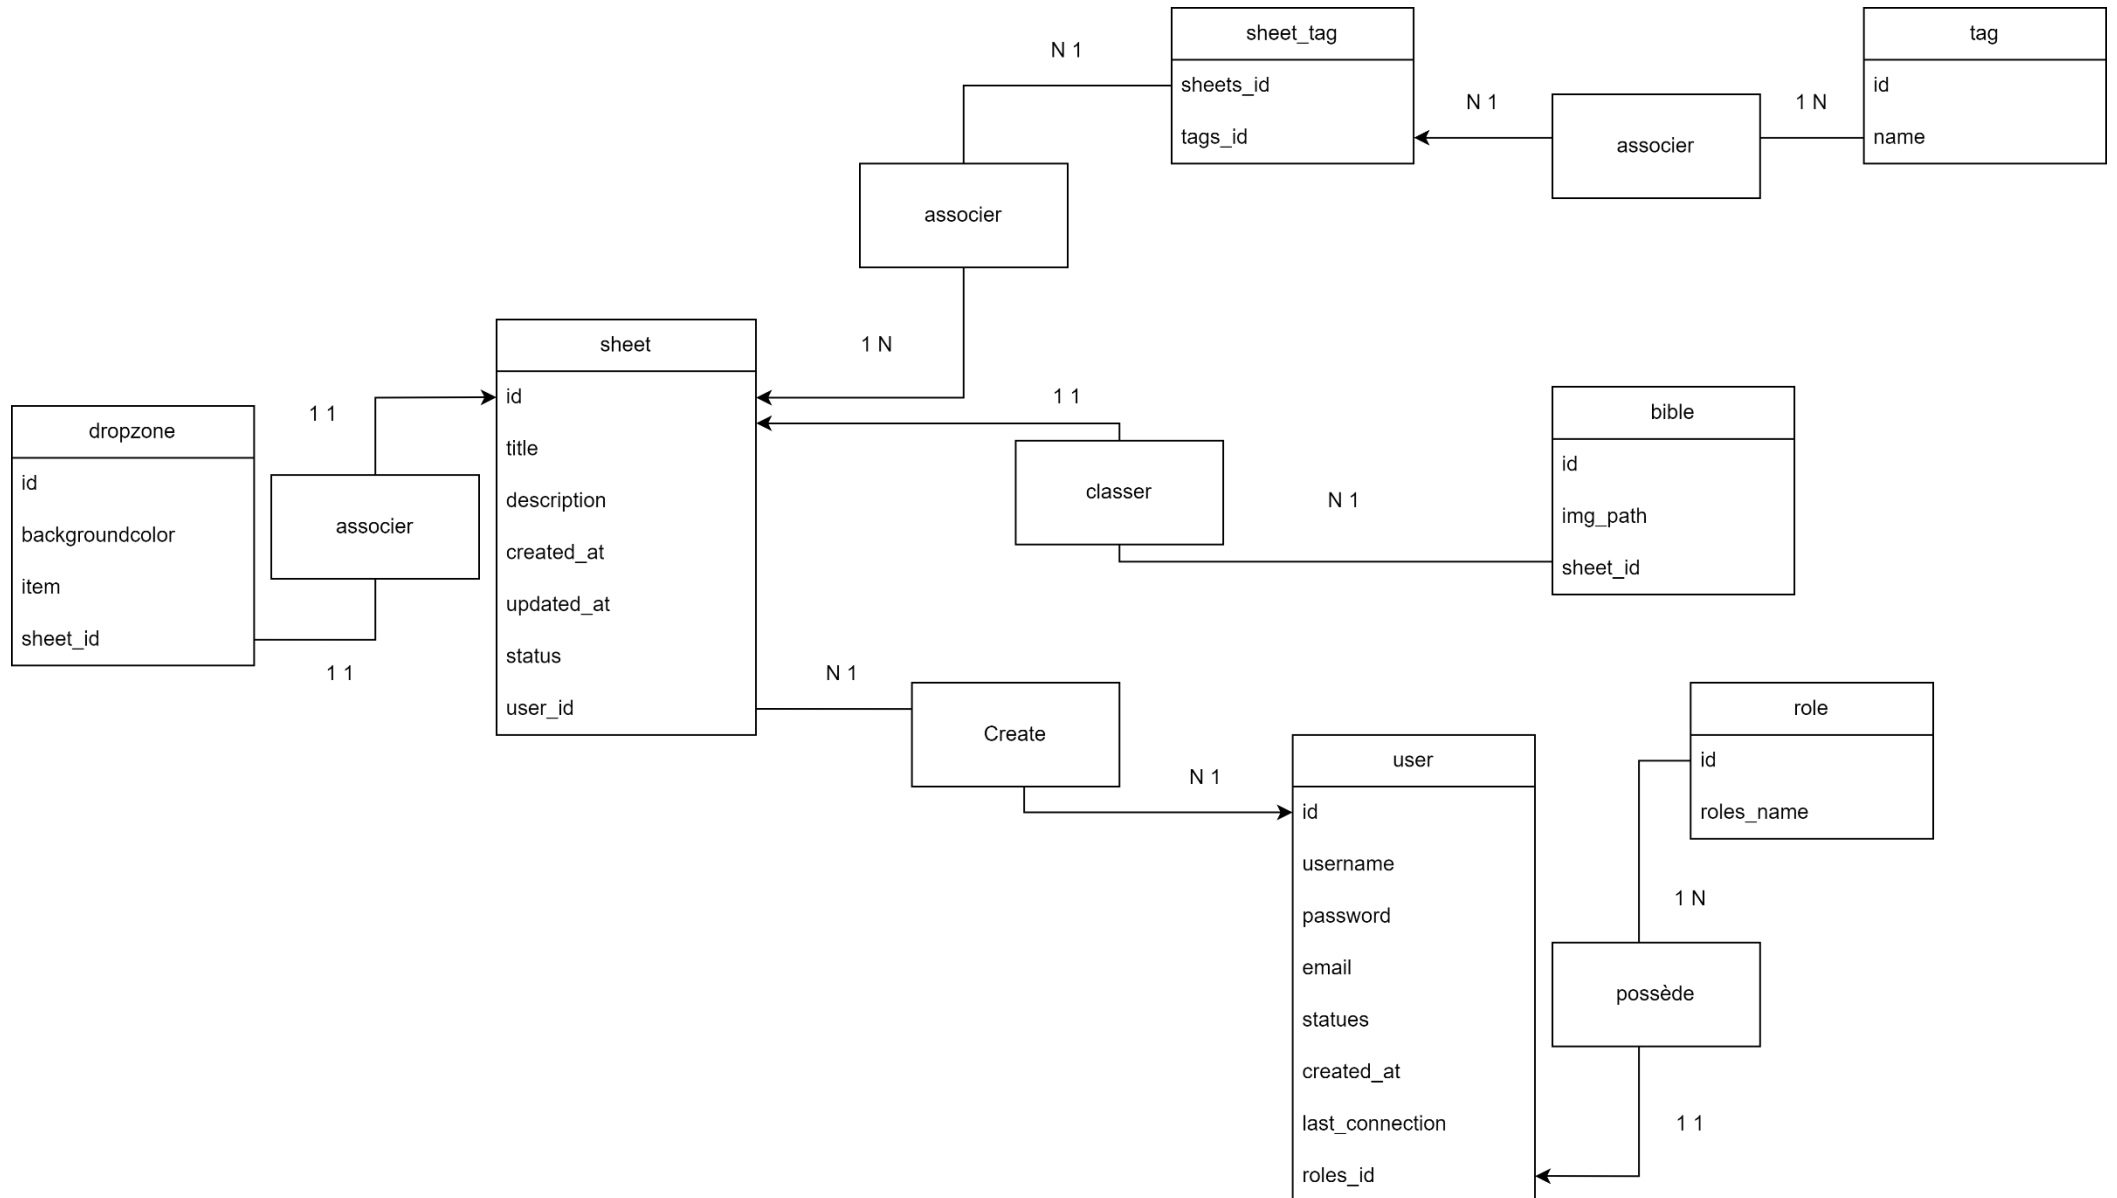 sheet_tag
sheets_id
tags_id
tag
id
name
N 1
N 1
1 N
associer
associer
1 N
sheet
id
title
description
created_at
updated_at
status
user_id
dropzone
id
backgroundcolor
item
sheet_id
1 1
associer
1 1
1 1
classer
N 1
bible
id
img_path
sheet_id
N 1
Create
N 1
user
id
username
password
email
statues
created_at
last_connection
roles_id
role
id
roles_name
1 N
possède
1 1